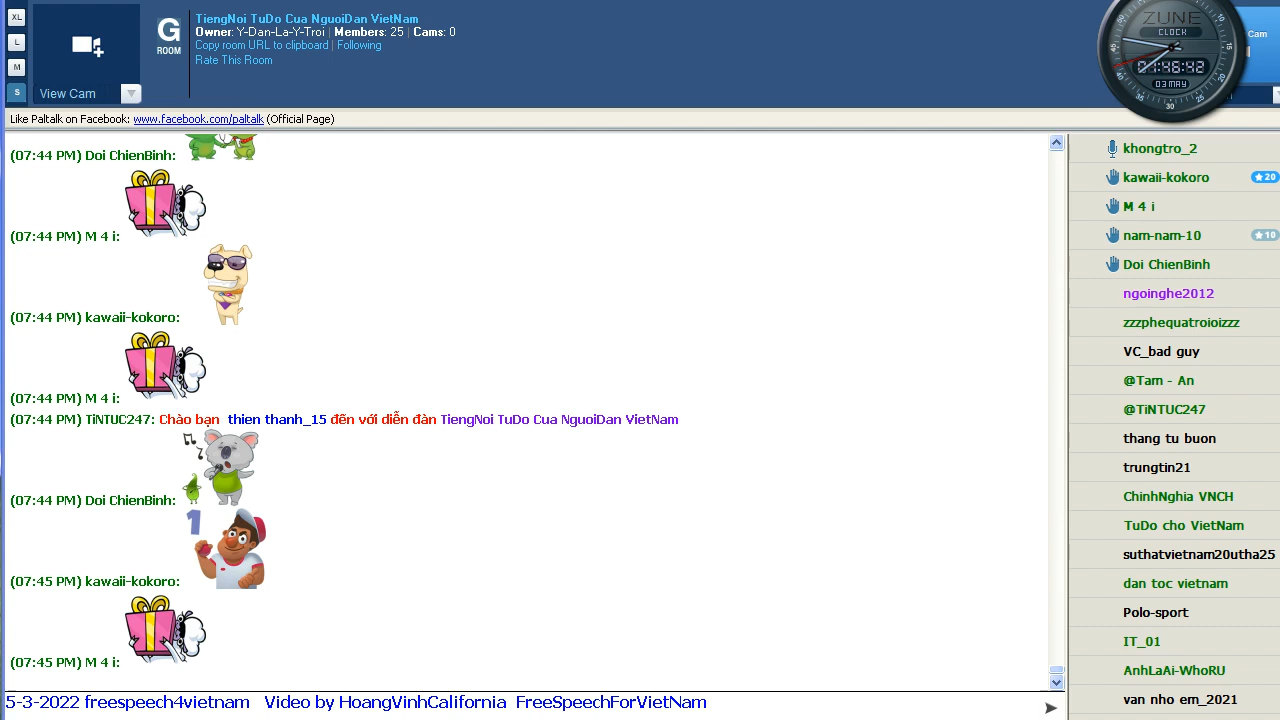 XL
L
M
S
View Cam
G
ROOM
TiengNoi TuDo Cua NguoiDan VietNam
Owner: Y-Dan-La-Y-Troi | Members: 25 | Cams: 0
Copy room URL to clipboard | Following
Rate This Room
ZUNE
CLOCK
03 MAY
Cam
Like Paltalk on Facebook: www.facebook.com/paltalk (Official Page)
(07:44 PM) Doi ChienBinh:
(07:44 PM) M 4 i:
(07:44 PM) kawaii-kokoro:
(07:44 PM) M 4 i:
(07:44 PM) TiNTUC247: Chào bạn thien thanh_15 đến với diễn đàn TiengNoi TuDo Cua NguoiDan VietNam
(07:44 PM) Doi ChienBinh:
1
(07:45 PM) kawaii-kokoro:
(07:45 PM) M 4 i:
5-3-2022 freespeech4vietnam Video by HoangVinhCalifornia FreeSpeechForVietNam
khongtro_2
kawaii-kokoro 20
M 4 i
nam-nam-10 10
Doi ChienBinh
ngoinghe2012
zzzphequatroioizzz
VC_bad guy
@Tam - An
@TiNTUC247
thang tu buon
trungtin21
ChinhNghia VNCH
TuDo cho VietNam
suthatvietnam20utha25
dan toc vietnam
Polo-sport
IT_01
AnhLaAi-WhoRU
van nho em_2021